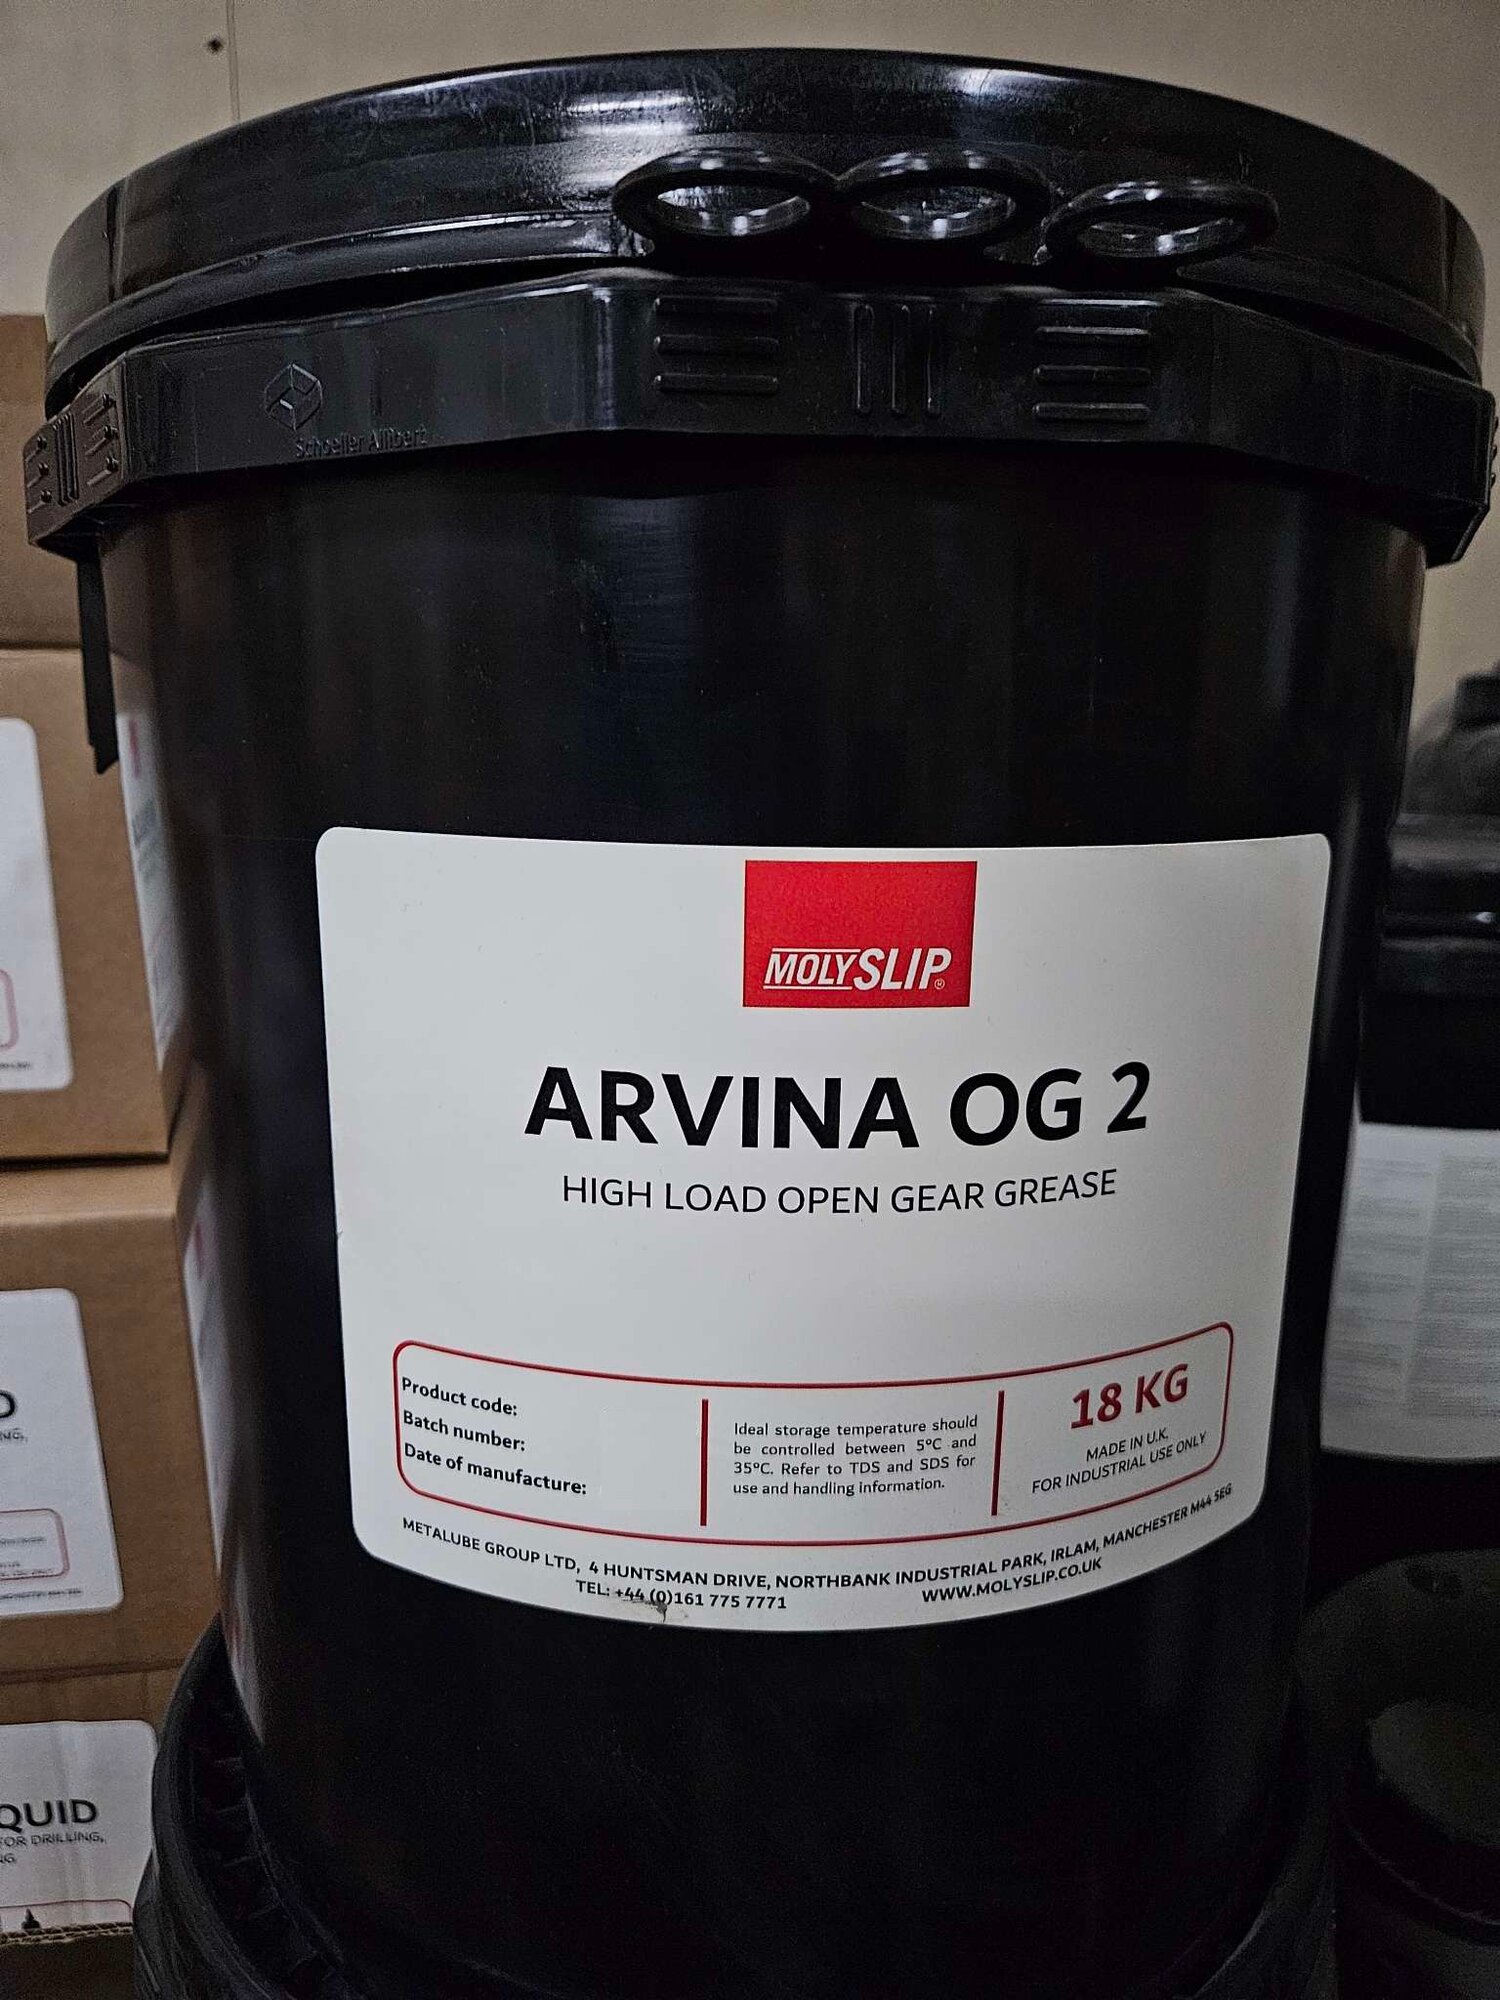 Schoeller Allibert
MOLYSLIP®
ARVINA OG 2
HIGH LOAD OPEN GEAR GREASE
Product code:
Batch number:
Date of manufacture:
Ideal storage temperature should
be controlled between 5°C and
35°C. Refer to TDS and SDS for
use and handling information.
18 KG
MADE IN U.K.
FOR INDUSTRIAL USE ONLY
METALUBE GROUP LTD, 4 HUNTSMAN DRIVE, NORTHBANK INDUSTRIAL PARK, IRLAM, MANCHESTER M44 5EG
TEL: +44 (0)161 775 7771 WWW.MOLYSLIP.CO.UK
QUID
FOR DRILLING,